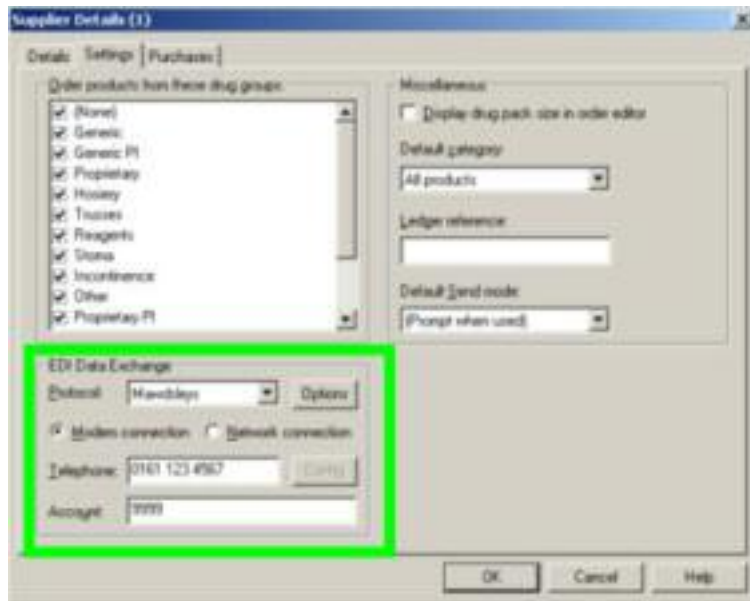 Supplier Details (1)
Details
Settings
Purchases
Order products from these drug groups
(None)
Generic
Generic PI
Proprietary
Hosiery
Trusses
Reagents
Stoma
Incontinence
Other
Proprietary PI
Miscellaneous
Display drug pack size in order editor
Default category:
All products
Ledger reference:
Default Send mode:
(Prompt when used)
EDI Data Exchange
Protocol: Mawdsleys Options
Modem connection Network connection
Telephone: 0161 123 4567 Config
Account: 9999
OK Cancel Help